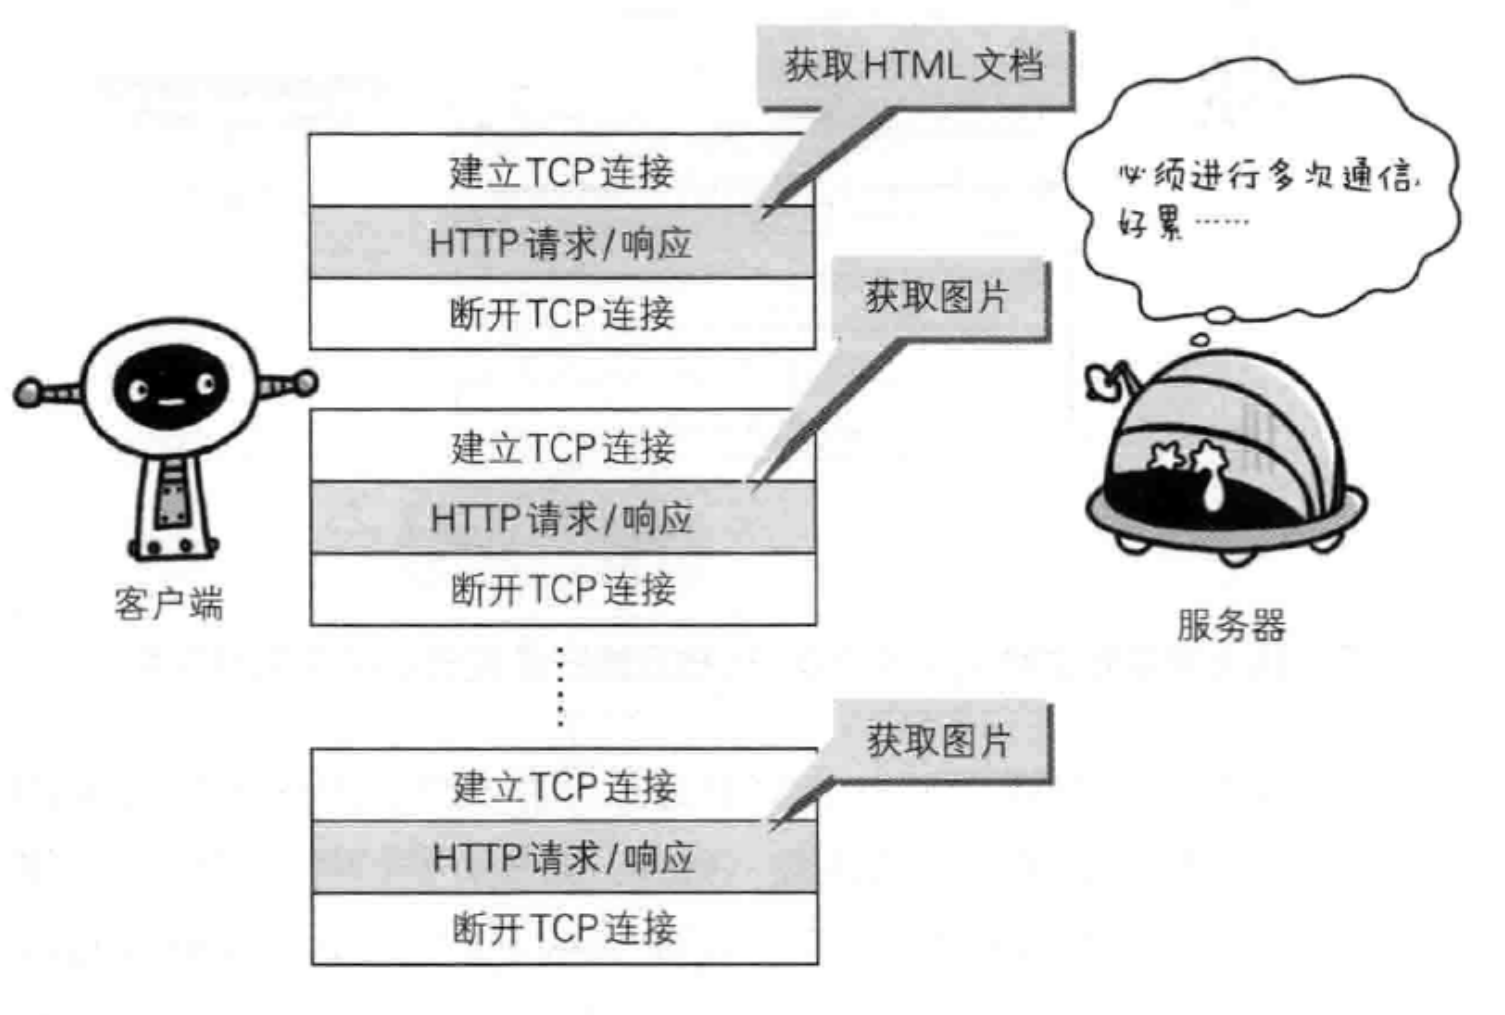 获取HTML文档
建立TCP连接
HTTP请求/响应
断开TCP连接
必须进行多次通信,
好累……
获取图片
建立TCP连接
HTTP请求/响应
断开TCP连接
客户端
服务器
获取图片
建立TCP连接
HTTP请求/响应
断开TCP连接